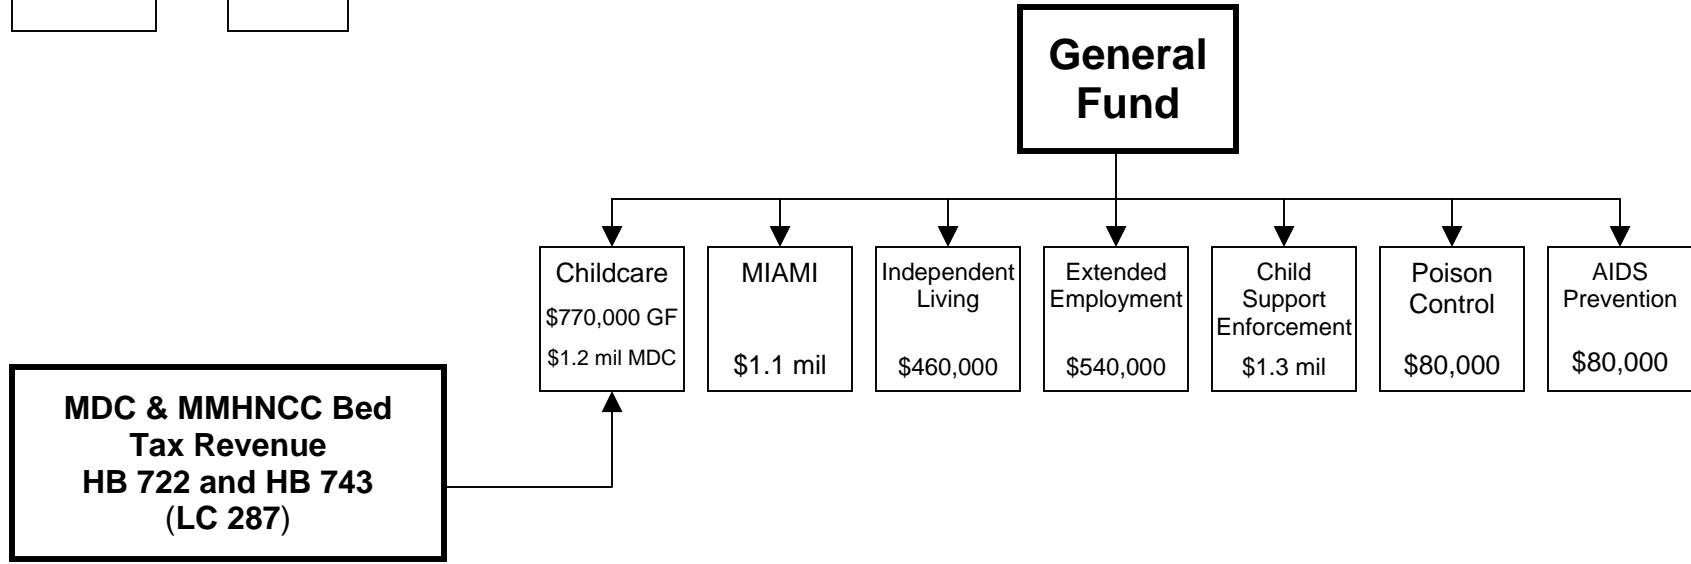 General
Fund
Childcare
$770,000 GF
$1.2 mil MDC
MIAMI
$1.1 mil
Independent
Living
$460,000
Extended
Employment
$540,000
Child
Support
Enforcement
$1.3 mil
Poison
Control
$80,000
AIDS
Prevention
$80,000
MDC & MMHNCC Bed
Tax Revenue
HB 722 and HB 743
(LC 287)